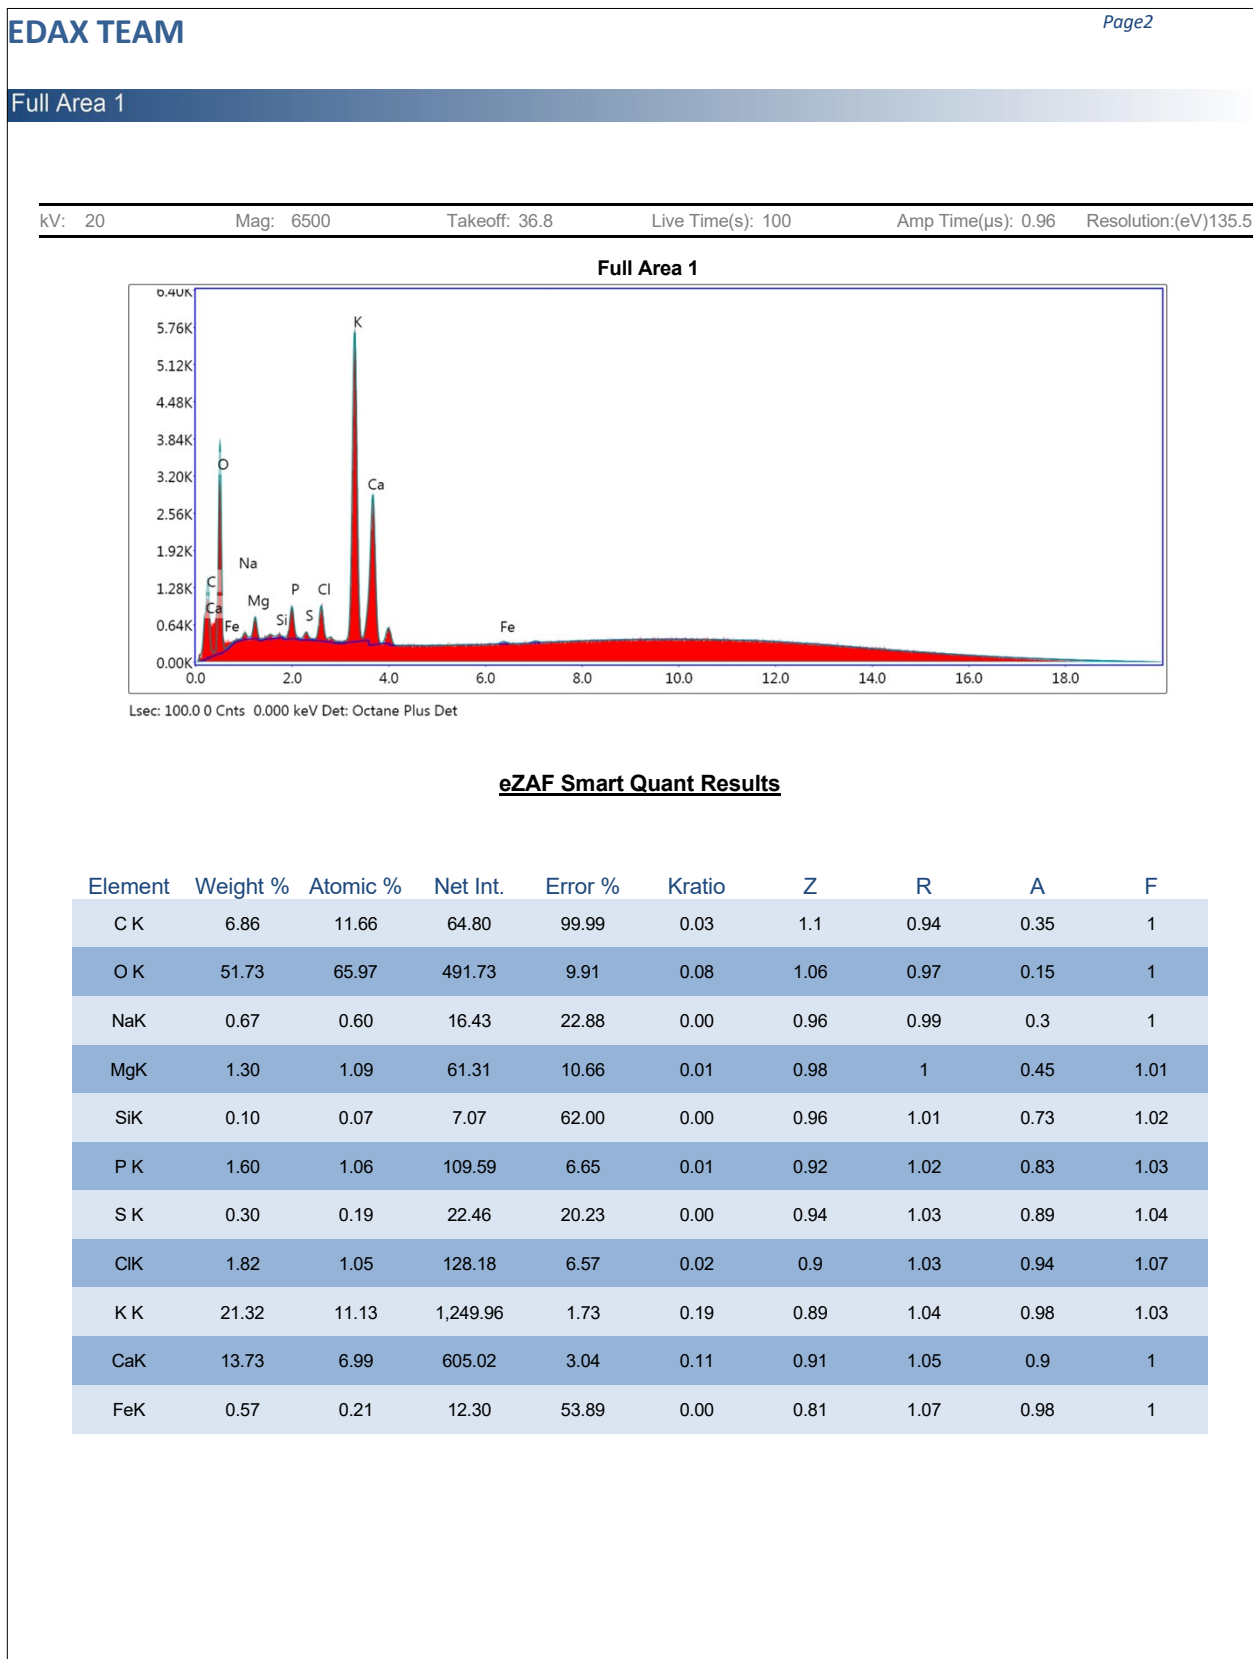 EDAX TEAM
Page2
Full Area 1
kV: 20 Mag: 6500 Takeoff: 36.8 Live Time(s): 100 Amp Time(µs): 0.96 Resolution:(eV)135.5
Full Area 1
6.40K
5.76K
5.12K
4.48K
3.84K
3.20K
2.56K
1.92K
1.28K
0.64K
0.00K
C
Ca
O
Fe
Na
Mg
Si
P
S
Cl
K
Ca
Fe
0.0 2.0 4.0 6.0 8.0 10.0 12.0 14.0 16.0 18.0
Lsec: 100.0 0 Cnts 0.000 keV Det: Octane Plus Det
eZAF Smart Quant Results
Element Weight % Atomic % Net Int. Error % Kratio Z R A F
C K 6.86 11.66 64.80 99.99 0.03 1.1 0.94 0.35 1
O K 51.73 65.97 491.73 9.91 0.08 1.06 0.97 0.15 1
NaK 0.67 0.60 16.43 22.88 0.00 0.96 0.99 0.3 1
MgK 1.30 1.09 61.31 10.66 0.01 0.98 1 0.45 1.01
SiK 0.10 0.07 7.07 62.00 0.00 0.96 1.01 0.73 1.02
P K 1.60 1.06 109.59 6.65 0.01 0.92 1.02 0.83 1.03
S K 0.30 0.19 22.46 20.23 0.00 0.94 1.03 0.89 1.04
ClK 1.82 1.05 128.18 6.57 0.02 0.9 1.03 0.94 1.07
K K 21.32 11.13 1,249.96 1.73 0.19 0.89 1.04 0.98 1.03
CaK 13.73 6.99 605.02 3.04 0.11 0.91 1.05 0.9 1
FeK 0.57 0.21 12.30 53.89 0.00 0.81 1.07 0.98 1